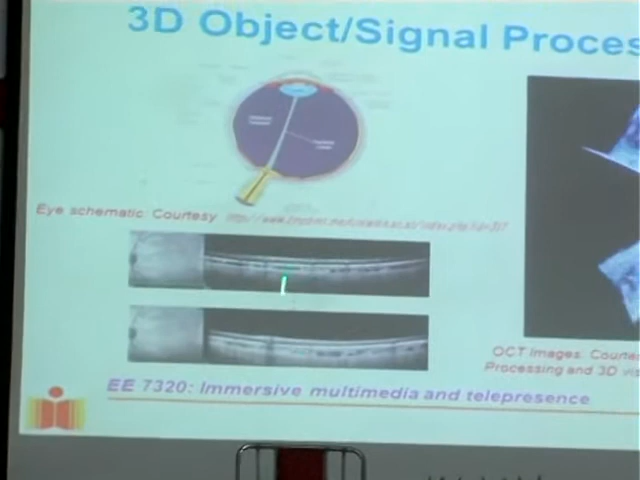 3D Object/Signal Proces
Eye schematic: Courtesy
OCT Images: Courte
Processing and 3D vis
EE 7320: Immersive multimedia and telepresence